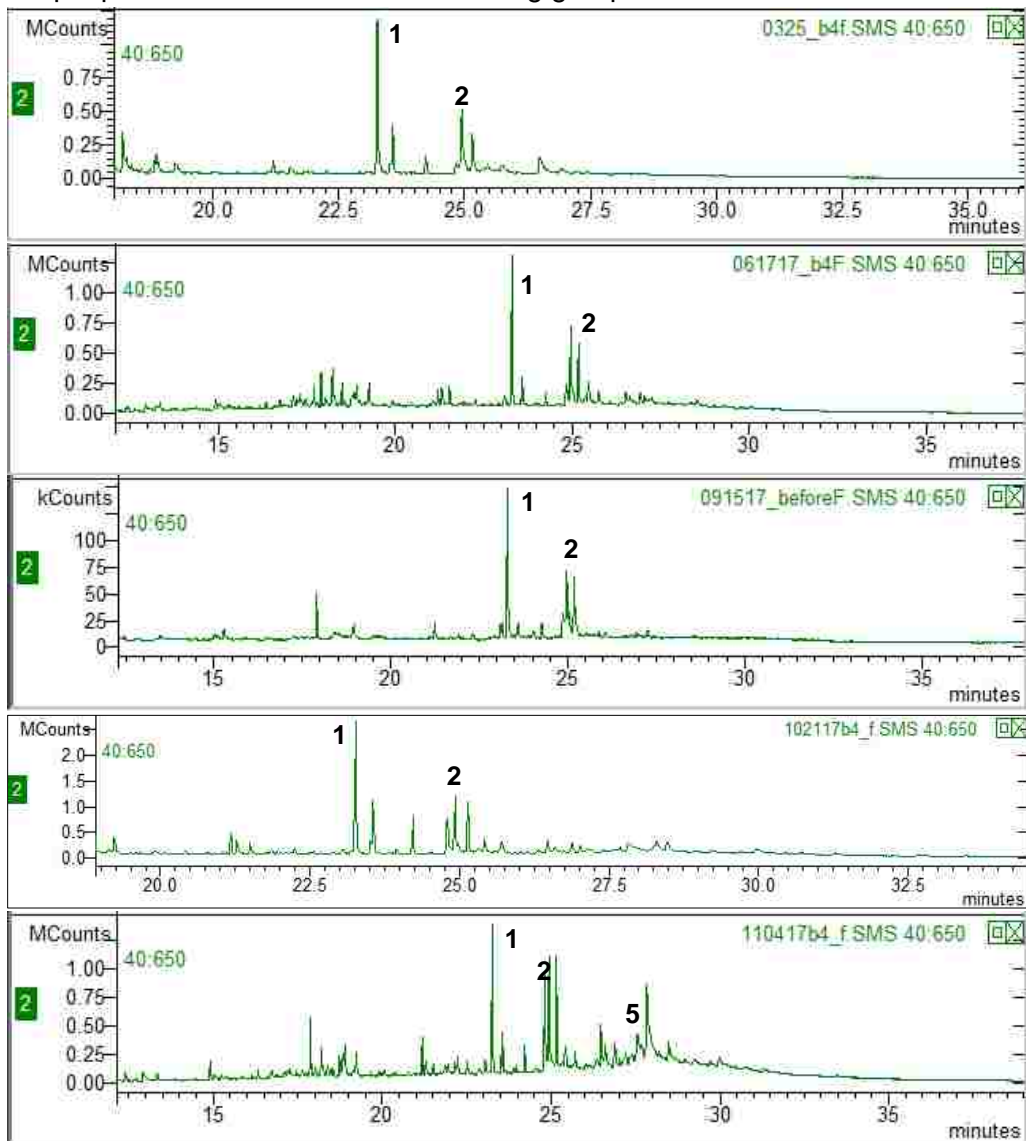 MCounts 1 0325_b4f.SMS 40:650
40:650
2
0.75
0.50
0.25
0.00
2
20.0 22.5 25.0 27.5 30.0 32.5 35.0
minutes
MCounts 061717_b4F.SMS 40:650
40:650
1.00
0.75
0.50
0.25
0.00
2
1
2
15 20 25 30 35
minutes
kCounts 1 091517_beforeF.SMS 40:650
40:650
100
75
50
25
0
2
2
15 20 25 30 35
minutes
MCounts 1 102117b4_f.SMS 40:650
40:650
2.0
1.5
1.0
0.5
0.0
2
2
20.0 22.5 25.0 27.5 30.0 32.5
minutes
MCounts 1 110417b4_f.SMS 40:650
40:650
1.00
0.75
0.50
0.25
0.00
2
2
5
15 20 25 30 35
minutes